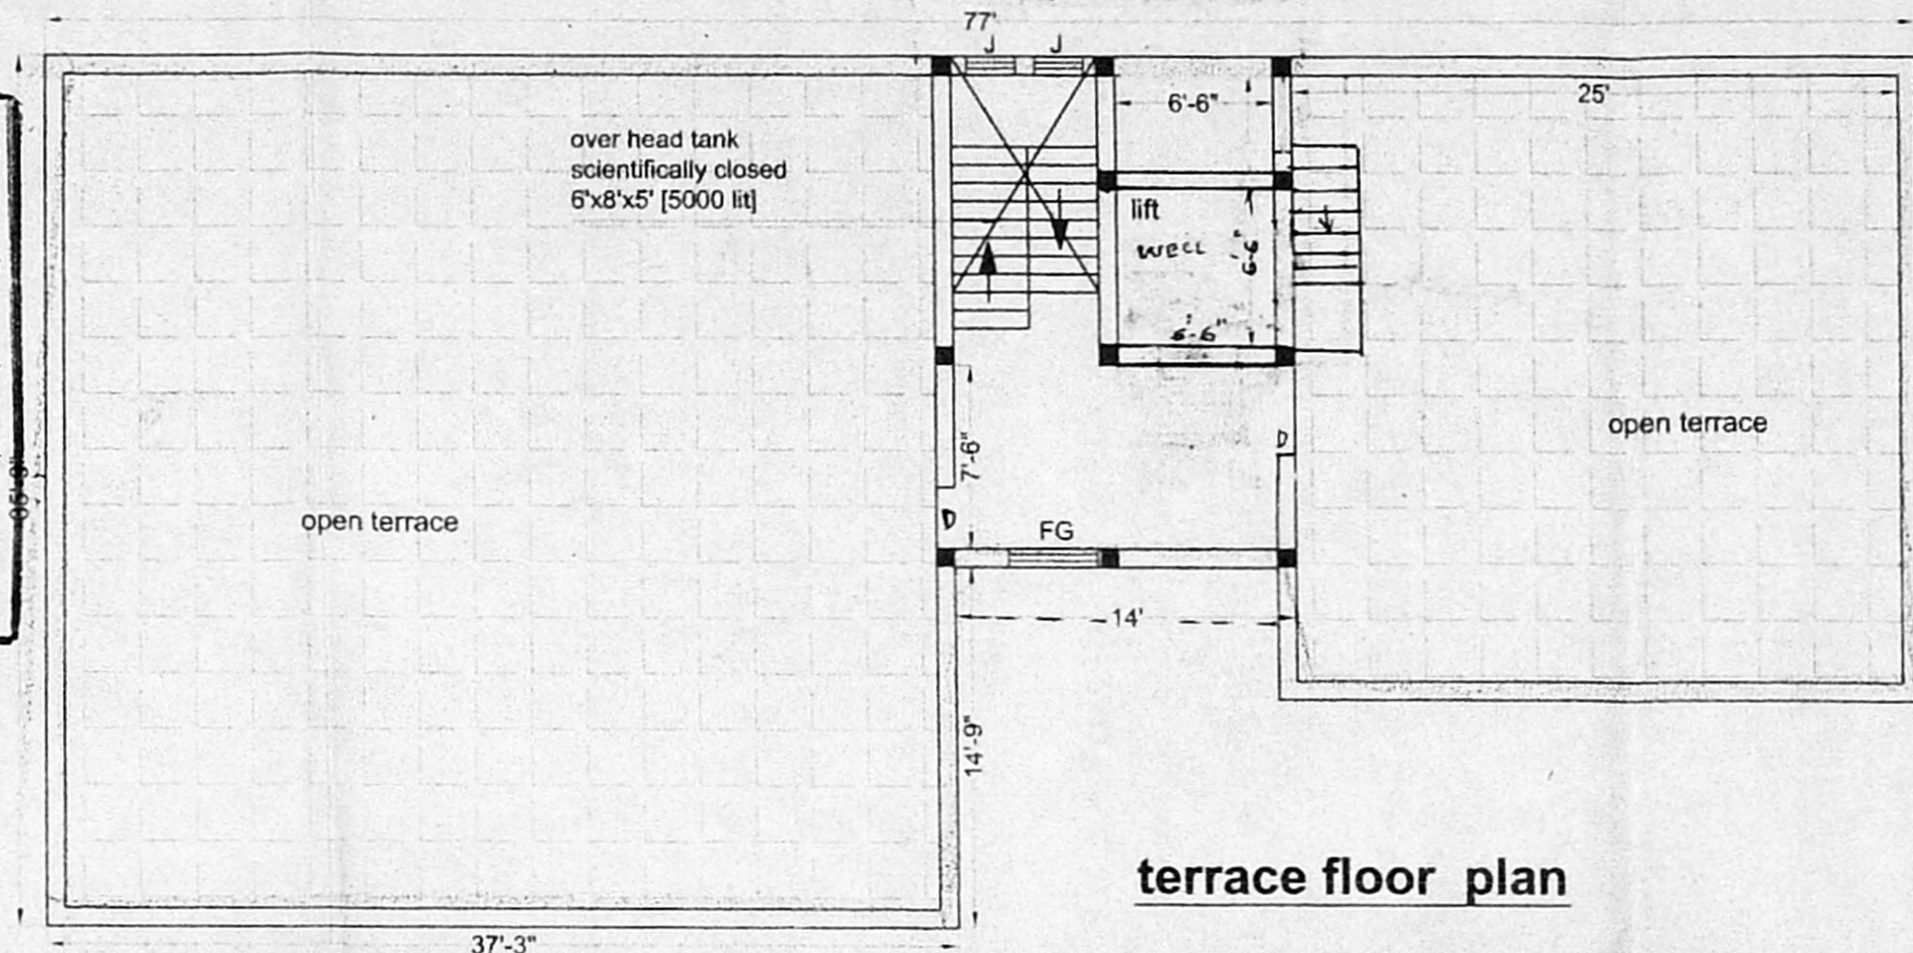 77'
J J
6'-6"
25'
over head tank
scientifically closed
6'x8'x5' [5000 lit]
lift
WELL
6'-6"
6'-6"
open terrace
D
7'-6"
D
FG
open terrace
14'
14'-9"
terrace floor plan
37'-3"